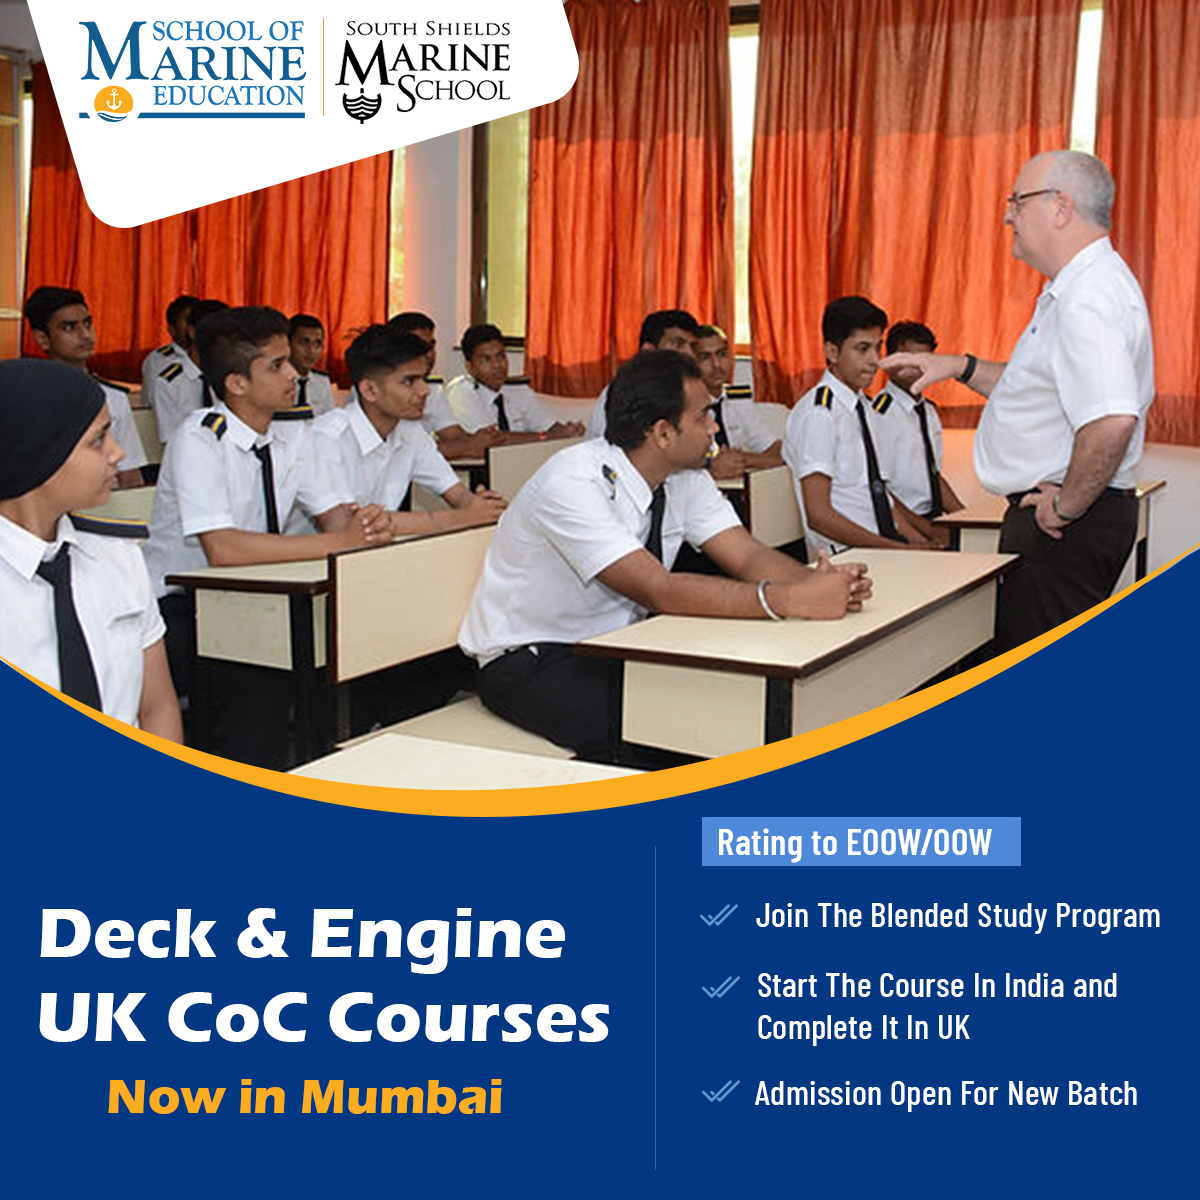 SCHOOL OF
MARINE
EDUCATION
SOUTH SHIELDS
MARINE
SCHOOL
Rating to EOOW/OOW
Deck & Engine
UK CoC Courses
Now in Mumbai
Join The Blended Study Program
Start The Course In India and
Complete It In UK
Admission Open For New Batch